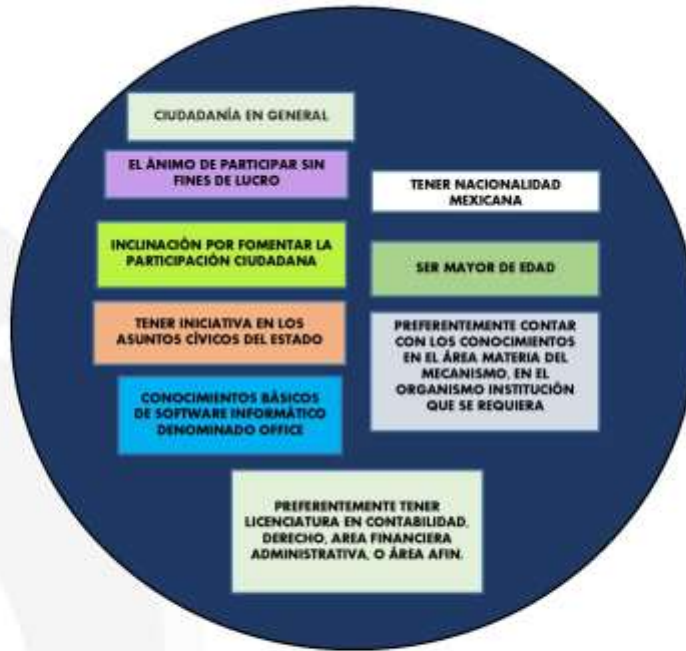 CIUDADANÍA EN GENERAL
EL ÁNIMO DE PARTICIPAR SIN
FINES DE LUCRO
INCLINACIÓN POR FOMENTAR LA
PARTICIPACIÓN CIUDADANA
TENER INICIATIVA EN LOS
ASUNTOS CÍVICOS DEL ESTADO
CONOCIMIENTOS BÁSICOS
DE SOFTWARE INFORMÁTICO
DENOMINADO OFFICE
TENER NACIONALIDAD
MEXICANA
SER MAYOR DE EDAD
PREFERENTEMENTE CONTAR
CON LOS CONOCIMIENTOS
EN EL ÁREA MATERIA DEL
MECANISMO, EN EL
ORGANISMO INSTITUCIÓN
QUE SE REQUIERA
PREFERENTEMENTE TENER
LICENCIATURA EN CONTABILIDAD,
DERECHO, AREA FINANCIERA
ADMINISTRATIVA, O ÁREA AFIN.